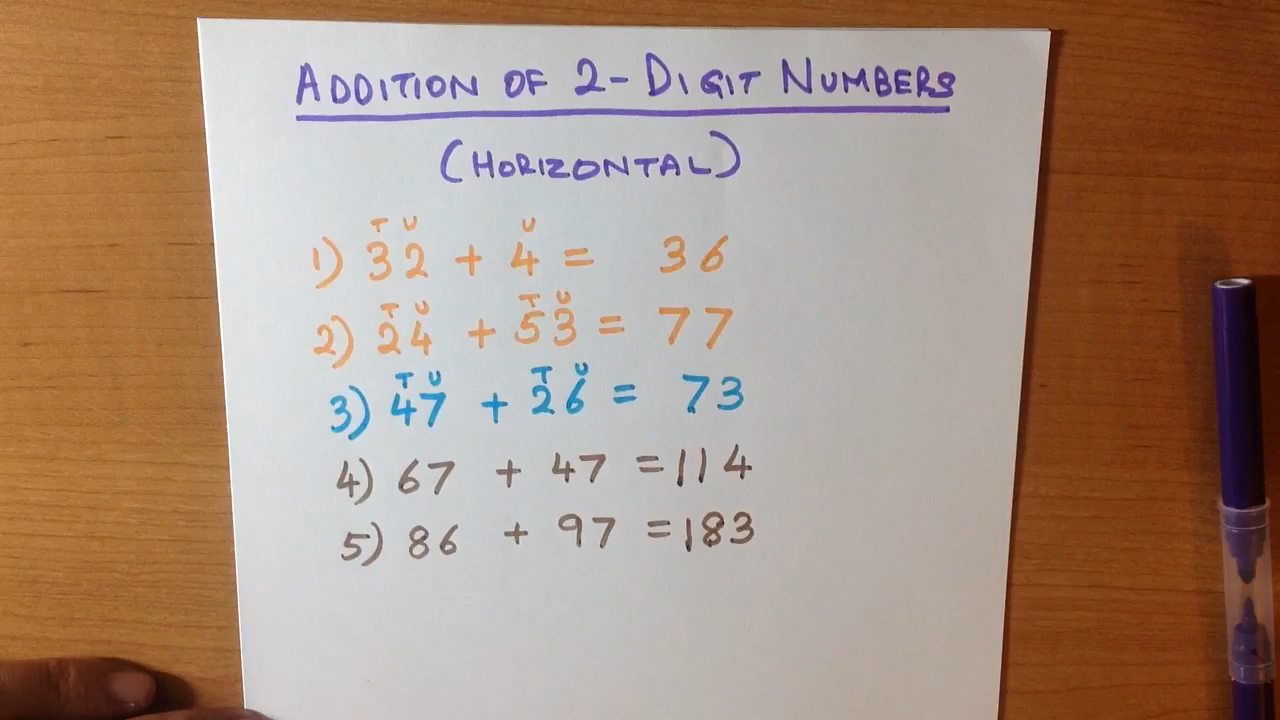 ADDITION OF 2-DIGIT NUMBERS
(HORIZONTAL)
T U U
1) 32 + 4 = 36
T U T U
2) 24 + 53 = 77
T U T U
3) 47 + 26 = 73
4) 67 + 47 = 114
5) 86 + 97 = 183